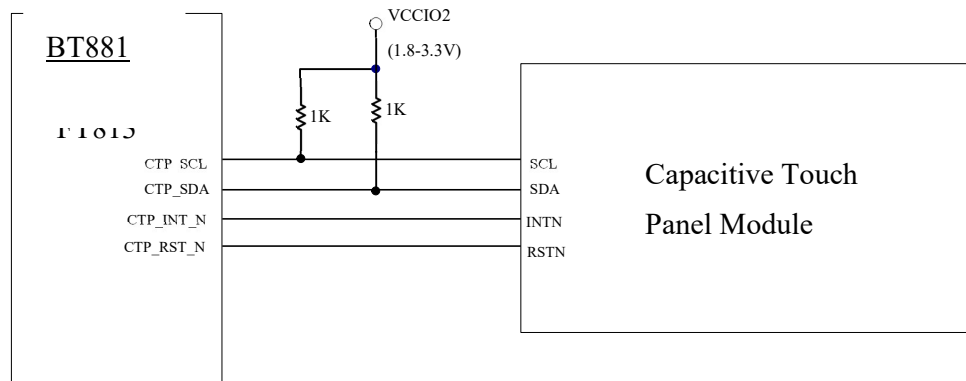 BT881
VCCIO2
(1.8-3.3V)
1K
1K
CTP_SCL
CTP_SDA
CTP_INT_N
CTP_RST_N
SCL
SDA
INTN
RSTN
Capacitive Touch
Panel Module